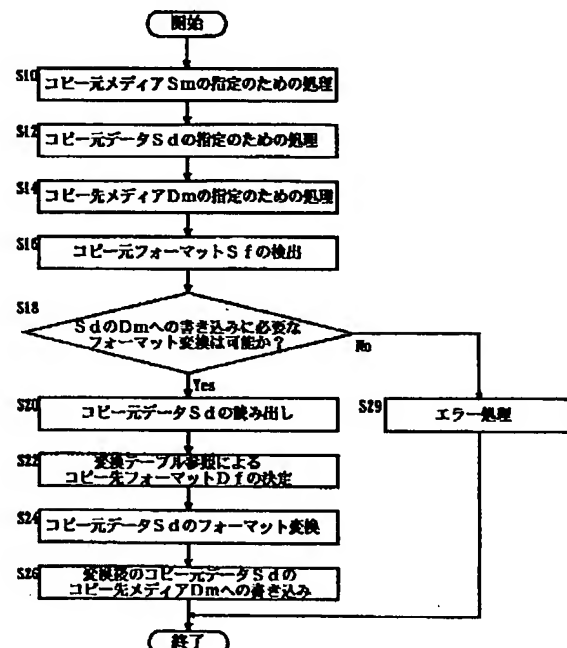 開始
S10
コピー元メディアSmの指定のための処理
S12
コピー元データSdの指定のための処理
S14
コピー先メディアDmの指定のための処理
S16
コピー元フォーマットSfの検出
S18
SdのDmへの書き込みに必要な
フォーマット変換は可能か？
No
Yes
S20
コピー元データSdの読み出し
S29
エラー処理
S22
変換テーブル参照による
コピー先フォーマットDfの決定
S24
コピー元データSdのフォーマット変換
S26
変換後のコピー元データSdの
コピー先メディアDmへの書き込み
終了